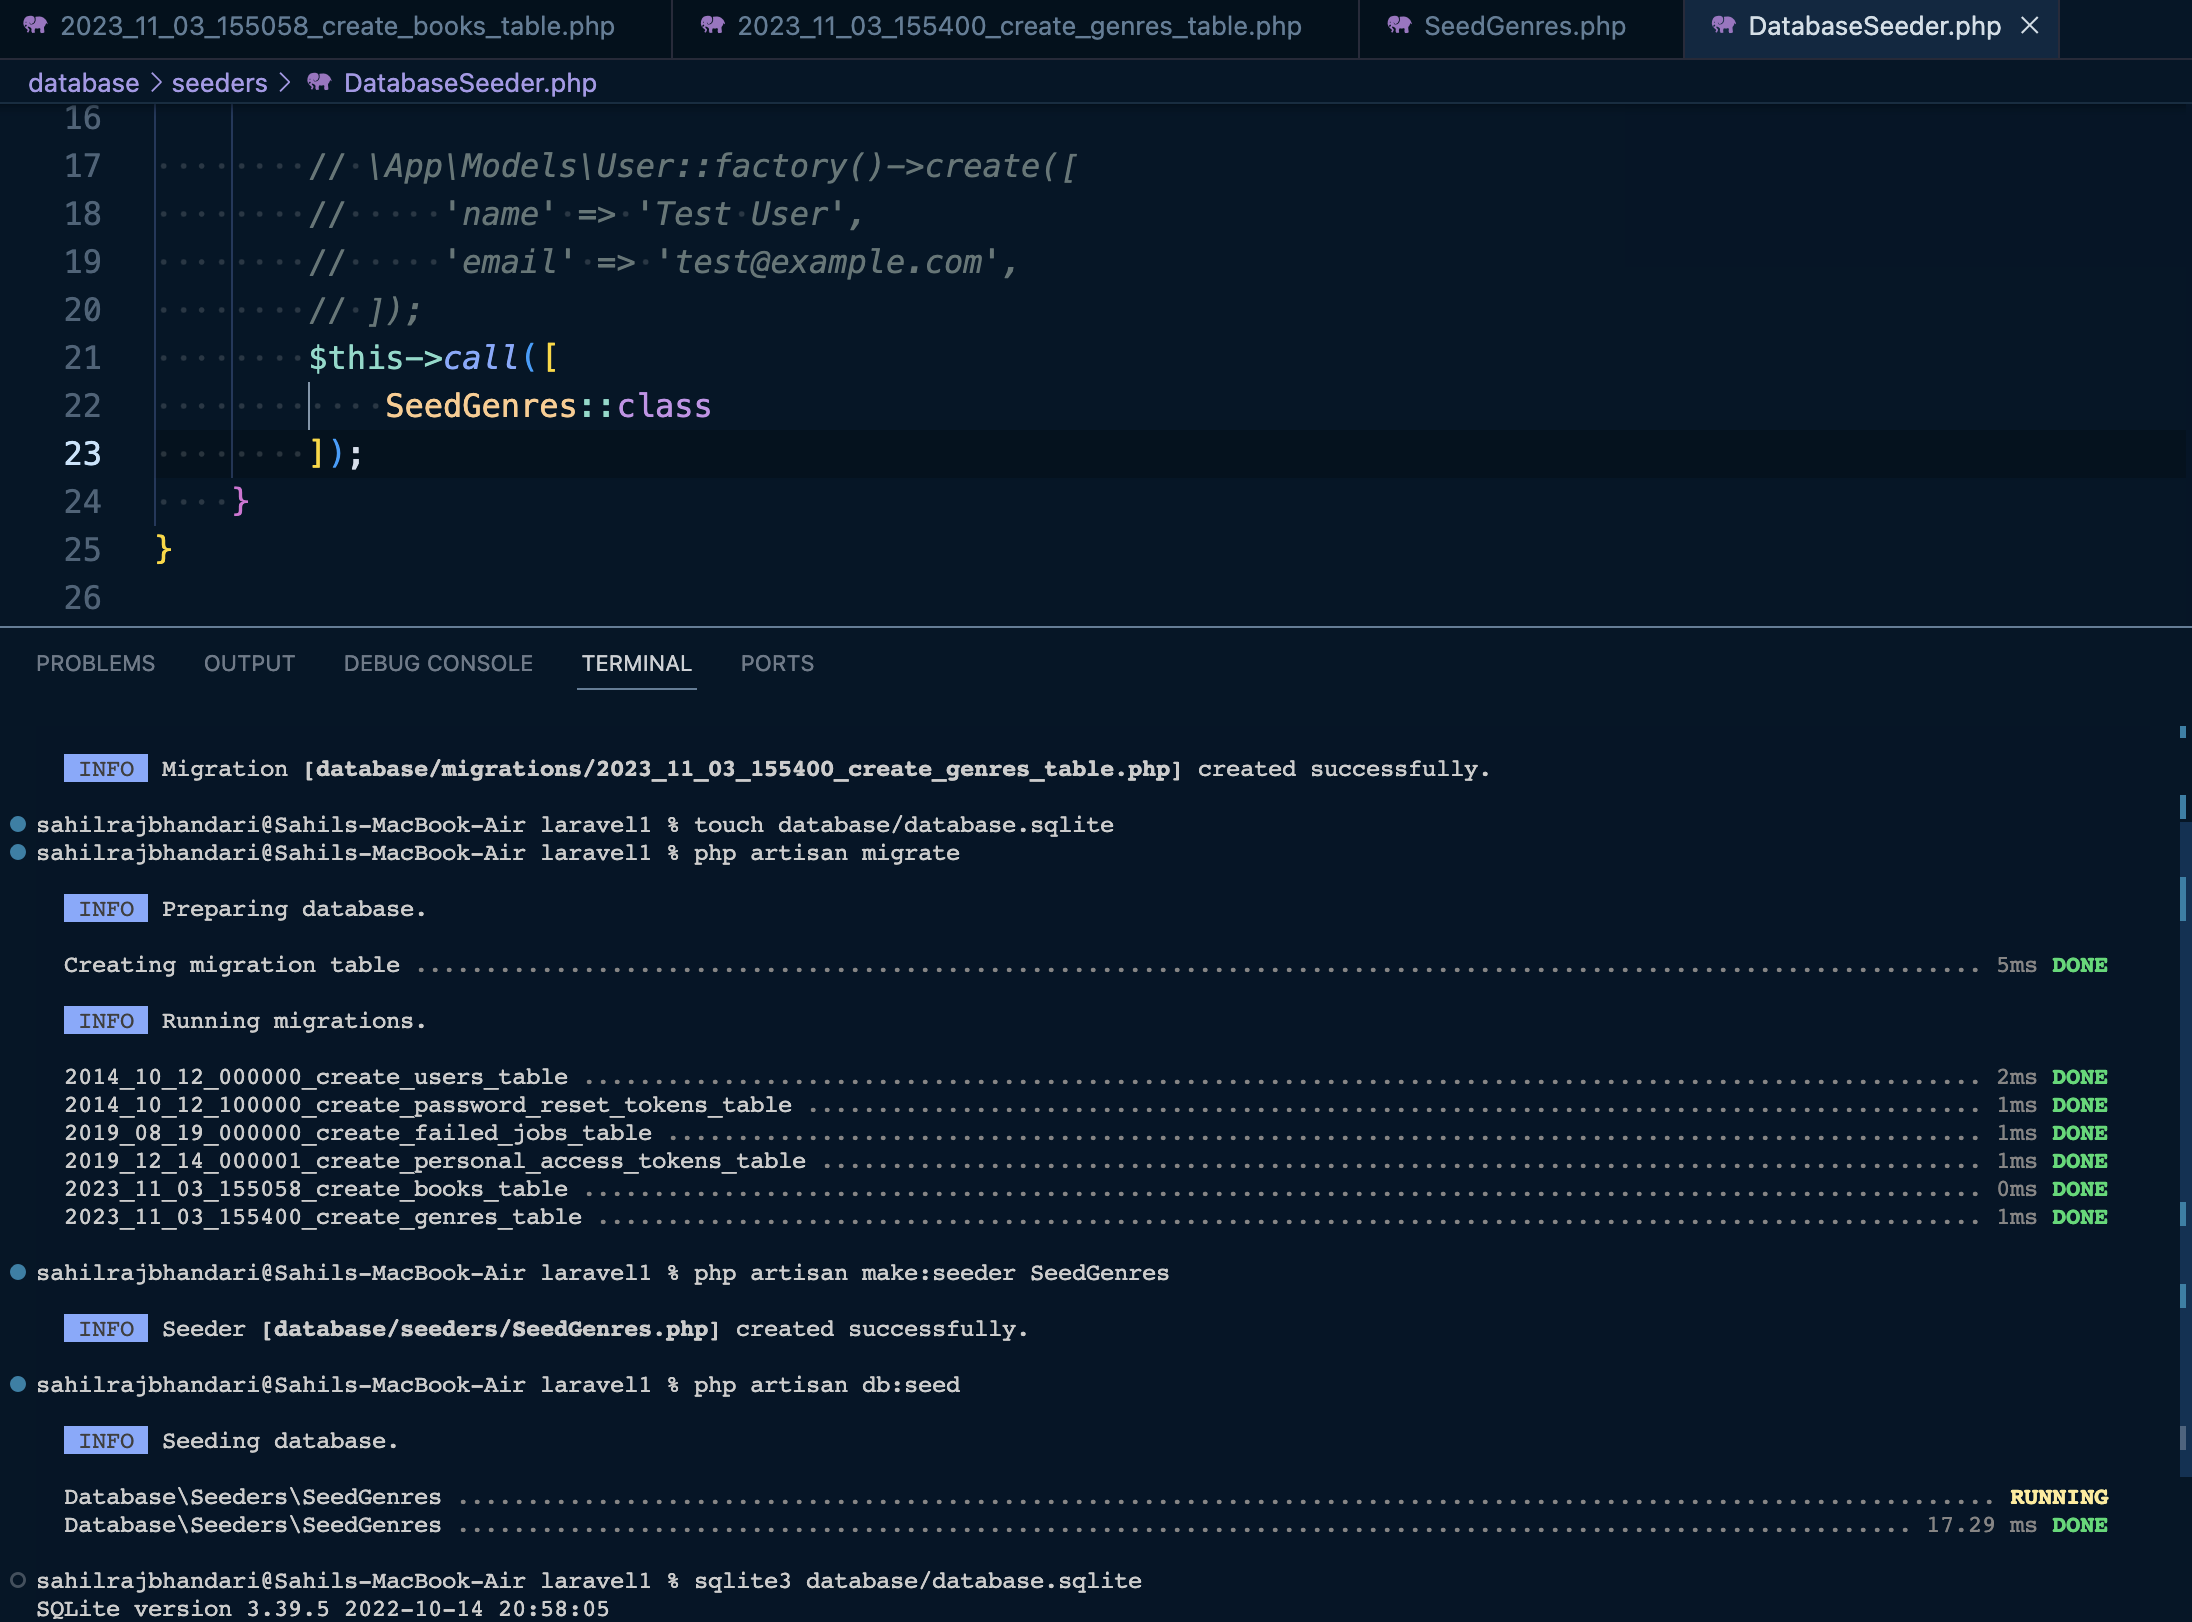 2023_11_03_155058_create_books_table.php 2023_11_03_155400_create_genres_table.php SeedGenres.php DatabaseSeeder.php
database > seeders > DatabaseSeeder.php
16
17 // \App\Models\User::factory()->create([
18 // 'name' => 'Test User',
19 // 'email' => 'test@example.com',
20 // ]);
21 $this->call([
22 SeedGenres::class
23 ]);
24 }
25 }
26
PROBLEMS OUTPUT DEBUG CONSOLE TERMINAL PORTS
INFO Migration [database/migrations/2023_11_03_155400_create_genres_table.php] created successfully.
sahilrajbhandari@Sahils-MacBook-Air laravel1 % touch database/database.sqlite
sahilrajbhandari@Sahils-MacBook-Air laravel1 % php artisan migrate
INFO Preparing database.
Creating migration table ........ 5ms DONE
INFO Running migrations.
2014_10_12_000000_create_users_table ........ 2ms DONE
2014_10_12_100000_create_password_reset_tokens_table ........ 1ms DONE
2019_08_19_000000_create_failed_jobs_table ........ 1ms DONE
2019_12_14_000001_create_personal_access_tokens_table ........ 1ms DONE
2023_11_03_155058_create_books_table ........ 0ms DONE
2023_11_03_155400_create_genres_table ........ 1ms DONE
sahilrajbhandari@Sahils-MacBook-Air laravel1 % php artisan make:seeder SeedGenres
INFO Seeder [database/seeders/SeedGenres.php] created successfully.
sahilrajbhandari@Sahils-MacBook-Air laravel1 % php artisan db:seed
INFO Seeding database.
Database\Seeders\SeedGenres ........ RUNNING
Database\Seeders\SeedGenres ........ 17.29 ms DONE
sahilrajbhandari@Sahils-MacBook-Air laravel1 % sqlite3 database/database.sqlite
SQLite version 3.39.5 2022-10-14 20:58:05